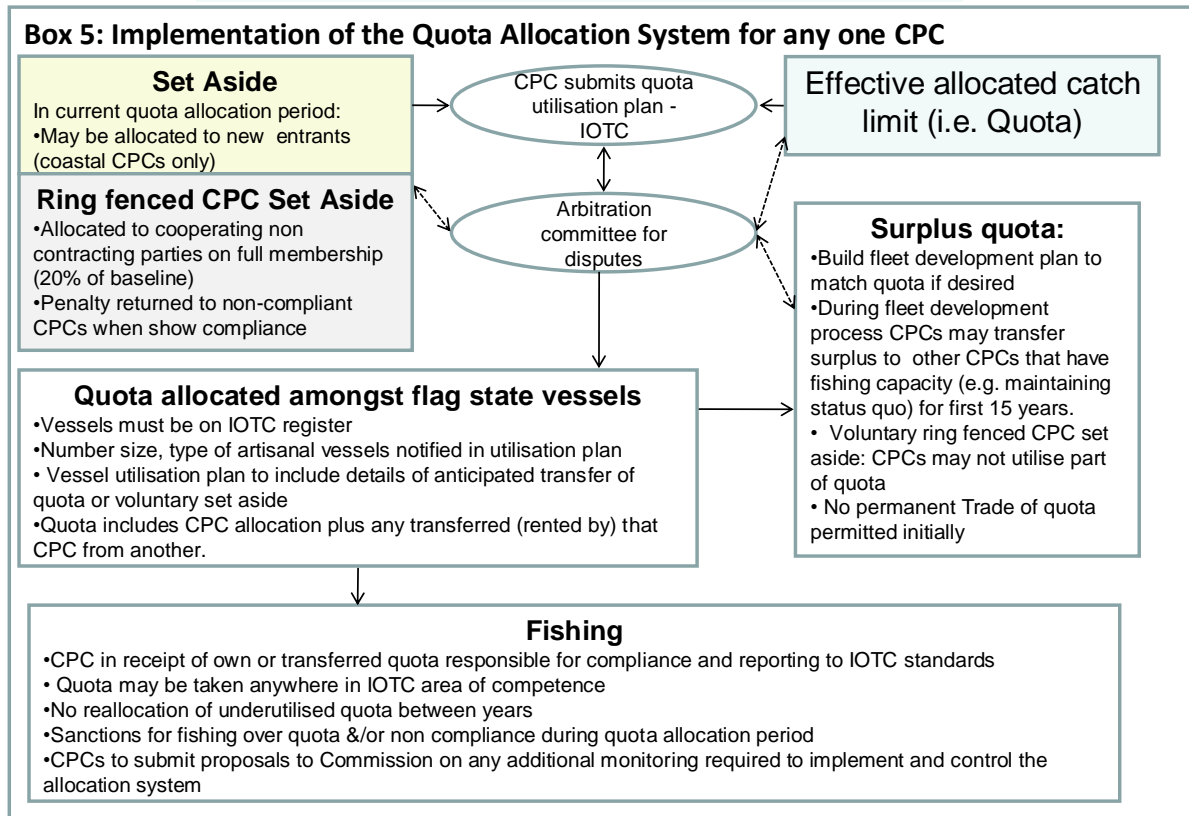 Box 5: Implementation of the Quota Allocation System for any one CPC
Set Aside
In current quota allocation period:
•May be allocated to new entrants
(coastal CPCs only)
Ring fenced CPC Set Aside
•Allocated to cooperating non
contracting parties on full membership
(20% of baseline)
•Penalty returned to non-compliant
CPCs when show compliance
CPC submits quota
utilisation plan -
IOTC
Arbitration
committee for
disputes
Effective allocated catch
limit (i.e. Quota)
Surplus quota:
•Build fleet development plan to
match quota if desired
•During fleet development
process CPCs may transfer
surplus to other CPCs that have
fishing capacity (e.g. maintaining
status quo) for first 15 years.
• Voluntary ring fenced CPC set
aside: CPCs may not utilise part
of quota
• No permanent Trade of quota
permitted initially
Quota allocated amongst flag state vessels
•Vessels must be on IOTC register
•Number size, type of artisanal vessels notified in utilisation plan
• Vessel utilisation plan to include details of anticipated transfer of
quota or voluntary set aside
•Quota includes CPC allocation plus any transferred (rented by) that
CPC from another.
Fishing
•CPC in receipt of own or transferred quota responsible for compliance and reporting to IOTC standards
• Quota may be taken anywhere in IOTC area of competence
•No reallocation of underutilised quota between years
•Sanctions for fishing over quota &/or non compliance during quota allocation period
•CPCs to submit proposals to Commission on any additional monitoring required to implement and control the
allocation system